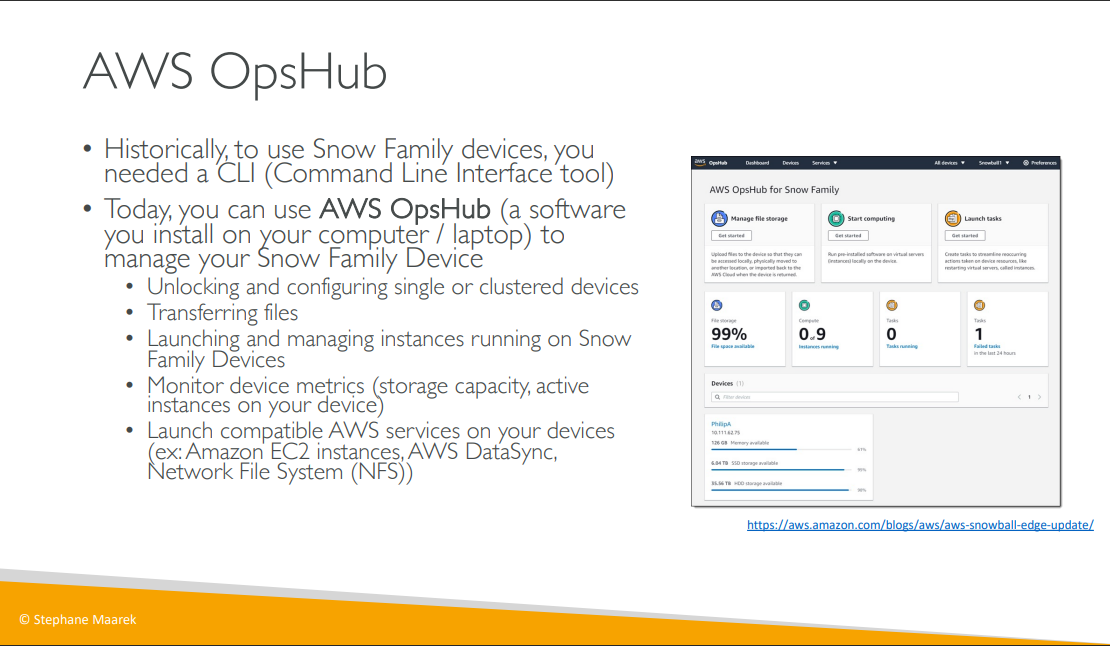 AWS OpsHub
• Historically, to use Snow Family devices, you
needed a CLI (Command Line Interface tool)
• Today, you can use AWS OpsHub (a software
you install on your computer / laptop) to
manage your Snow Family Device
• Unlocking and configuring single or clustered devices
• Transferring files
• Launching and managing instances running on Snow
Family Devices
• Monitor device metrics (storage capacity, active
instances on your device)
• Launch compatible AWS services on your devices
(ex: Amazon EC2 instances, AWS DataSync,
Network File System (NFS))
aws OpsHub Dashboard Devices Services All devices Snowball1 Preferences
AWS OpsHub for Snow Family
Manage file storage
Get started
Upload files to the device so that they can
be accessed locally, physically moved to
another location, or imported back to the
AWS Cloud when the device is returned.
Start computing
Get started
Run pre-installed software on virtual servers
(instances) locally on the device.
Launch tasks
Get started
Create tasks to streamline reoccurring
actions taken on device resources, like
restarting virtual servers, called instances.
File storage
99%
File space available
Compute
0 of 9
Instances running
Tasks
0
Tasks running
Tasks
1
Failed tasks
in the last 24 hours
Devices (1)
Filter devices
< 1 >
PhilipA
10.111.62.75
126 GB Memory available
61%
6.84 TB SSD storage available
95%
35.56 TB HDD storage available
98%
https://aws.amazon.com/blogs/aws/aws-snowball-edge-update/
© Stephane Maarek